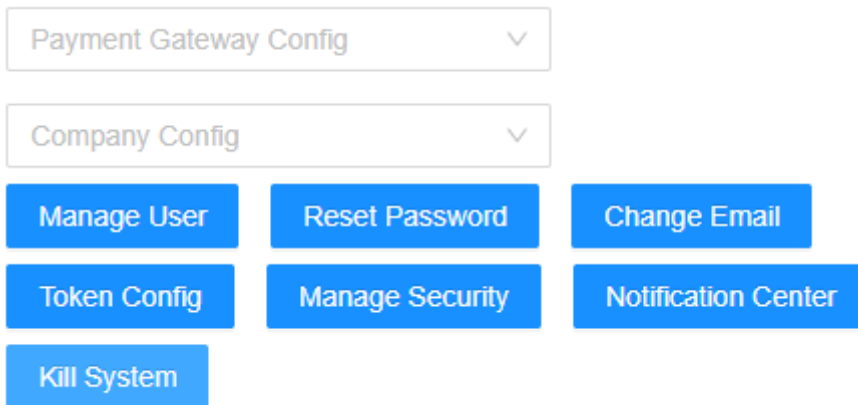 Payment Gateway Config
Company Config
Manage User Reset Password Change Email
Token Config Manage Security Notification Center
Kill System